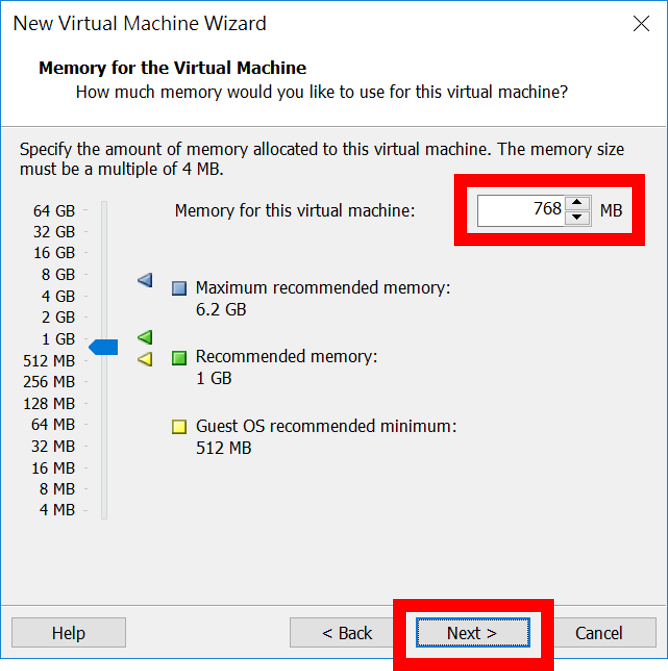 New Virtual Machine Wizard
Memory for the Virtual Machine
How much memory would you like to use for this virtual machine?
Specify the amount of memory allocated to this virtual machine. The memory size
must be a multiple of 4 MB.
64 GB
32 GB
16 GB
8 GB
4 GB
2 GB
1 GB
512 MB
256 MB
128 MB
64 MB
32 MB
16 MB
8 MB
4 MB
Memory for this virtual machine: 768 MB
Maximum recommended memory:
6.2 GB
Recommended memory:
1 GB
Guest OS recommended minimum:
512 MB
Help < Back Next > Cancel